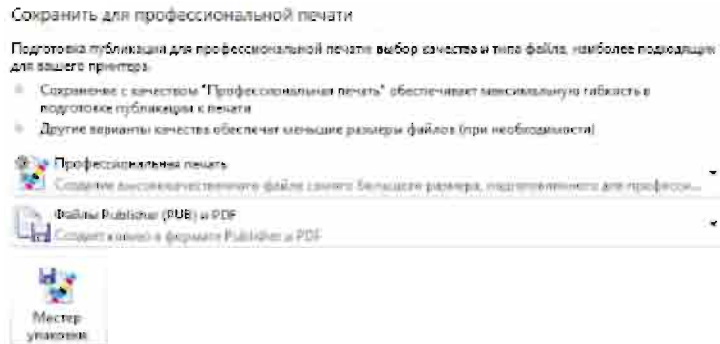 Сохранить для профессиональной печати
Подготовка публикации для профессиональной печати: выбор качества и типа файла, наиболее подходящих
для вашего принтера.
Сохранение с качеством "Профессиональная печать" обеспечивает максимальную гибкость в
подготовке публикации к печати
Другие варианты качества обеспечат меньшие размеры файлов (при необходимости)
Профессиональная печать
Создание высококачественного файла самого большого размера, подготовленного для професси...
Файлы Publisher (PUB) и PDF
Создает копию в формате Publisher и PDF
Мастер
упаковки